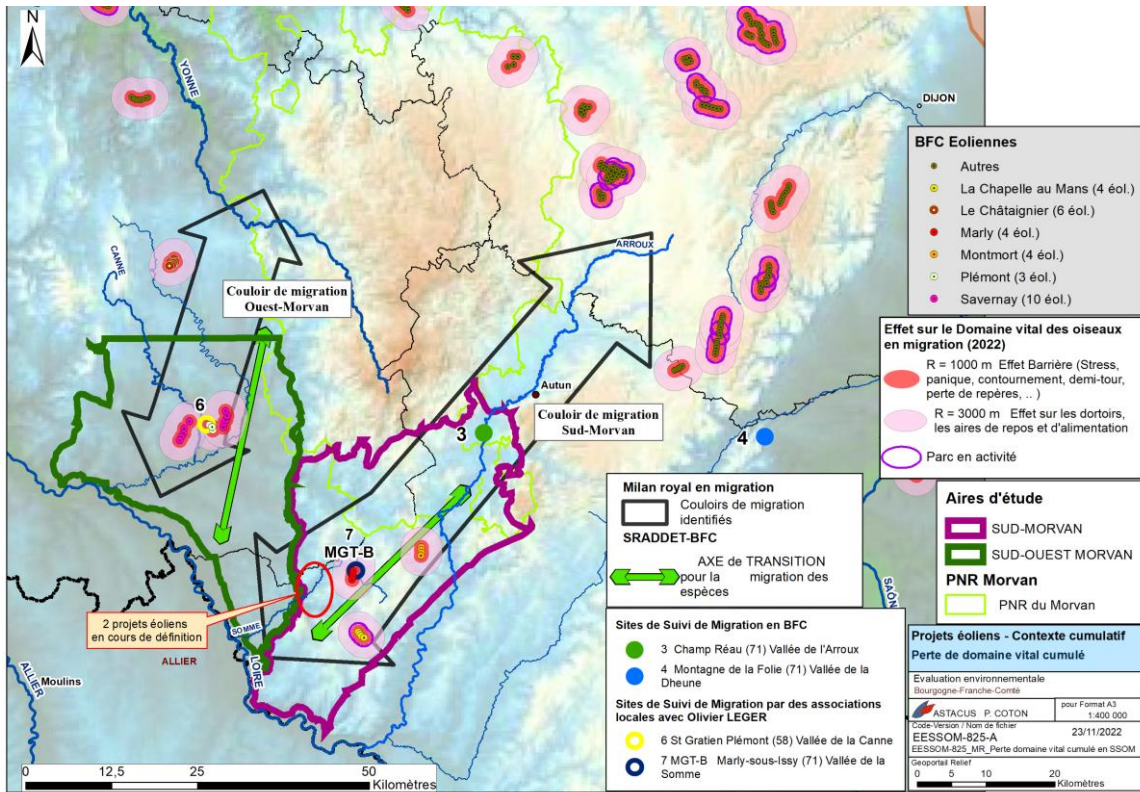 N
YONNE
DIJON
BFC Eoliennes
Autres
La Chapelle au Mans (4 éol.)
Le Châtaignier (6 éol.)
Marly (4 éol.)
Montmort (4 éol.)
Plémont (3 éol.)
Savernay (10 éol.)
CANNE
ARROUX
Couloir de migration
Ouest-Morvan
Effet sur le Domaine vital des oiseaux
en migration (2022)
R = 1000 m Effet Barrière (Stress,
panique, contournement, demi-tour,
perte de repères, .. )
R = 3000 m Effet sur les dortoirs,
les aires de repos et d'alimentation
Parc en activité
Autun
6
Couloir de migration
Sud-Morvan
3
4
Milan royal en migration
Couloirs de migration
identifiés
SRADDET-BFC
AXE de TRANSITION
pour la migration des
espèces
Aires d'étude
SUD-MORVAN
SUD-OUEST MORVAN
PNR Morvan
PNR du Morvan
7
MGT-B
2 projets éoliens
en cours de définition
SOMME
ALLIER
LOIRE
ALLIER
Moulins
SAÔN
Sites de Suivi de Migration en BFC
3 Champ Réau (71) Vallée de l'Arroux
4 Montagne de la Folie (71) Vallée de la
Dheune
Sites de Suivi de Migration par des associations
locales avec Olivier LEGER
6 St Gratien Plémont (58) Vallée de la Canne
7 MGT-B Marly-sous-Issy (71) Vallée de la
Somme
Projets éoliens - Contexte cumulatif
Perte de domaine vital cumulé
Evaluation environnementale
Bourgogne-Franche-Comté
ASTACUS P. COTON
pour Format A3
1:400 000
Code-Version / Nom de fichier
23/11/2022
EESSOM-825-A
EESSOM-825_MR_Perte domaine vital cumulé en SSOM
Geoportail Relief
0 5 10 20
Kilomètres
0 12,5 25 50
Kilomètres